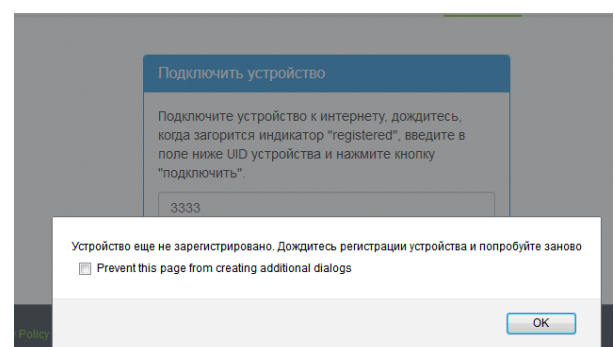 Подключить устройство
Подключите устройство к интернету, дождитесь,
когда загорится индикатор "registered", введите в
поле ниже UID устройства и нажмите кнопку
"подключить".
3333
Устройство еще не зарегистрировано. Дождитесь регистрации устройства и попробуйте заново
Prevent this page from creating additional dialogs
OK
Policy